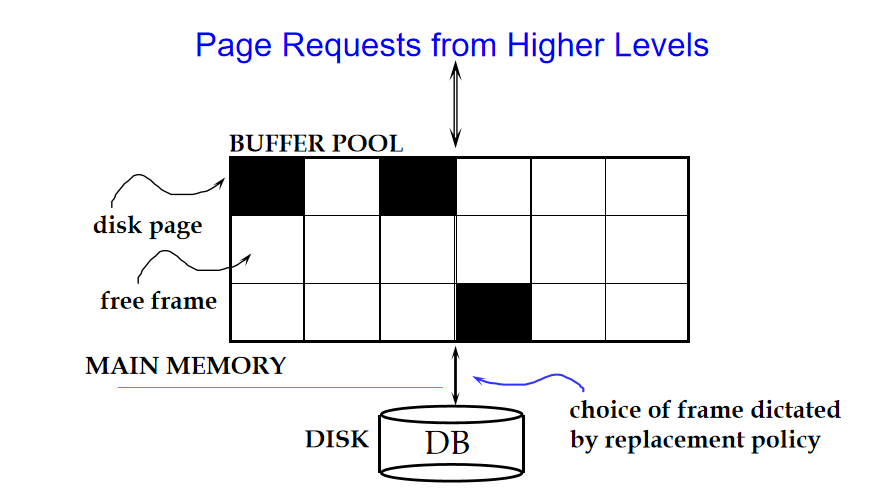 Page Requests from Higher Levels
BUFFER POOL
disk page
free frame
MAIN MEMORY
choice of frame dictated
by replacement policy
DISK
DB